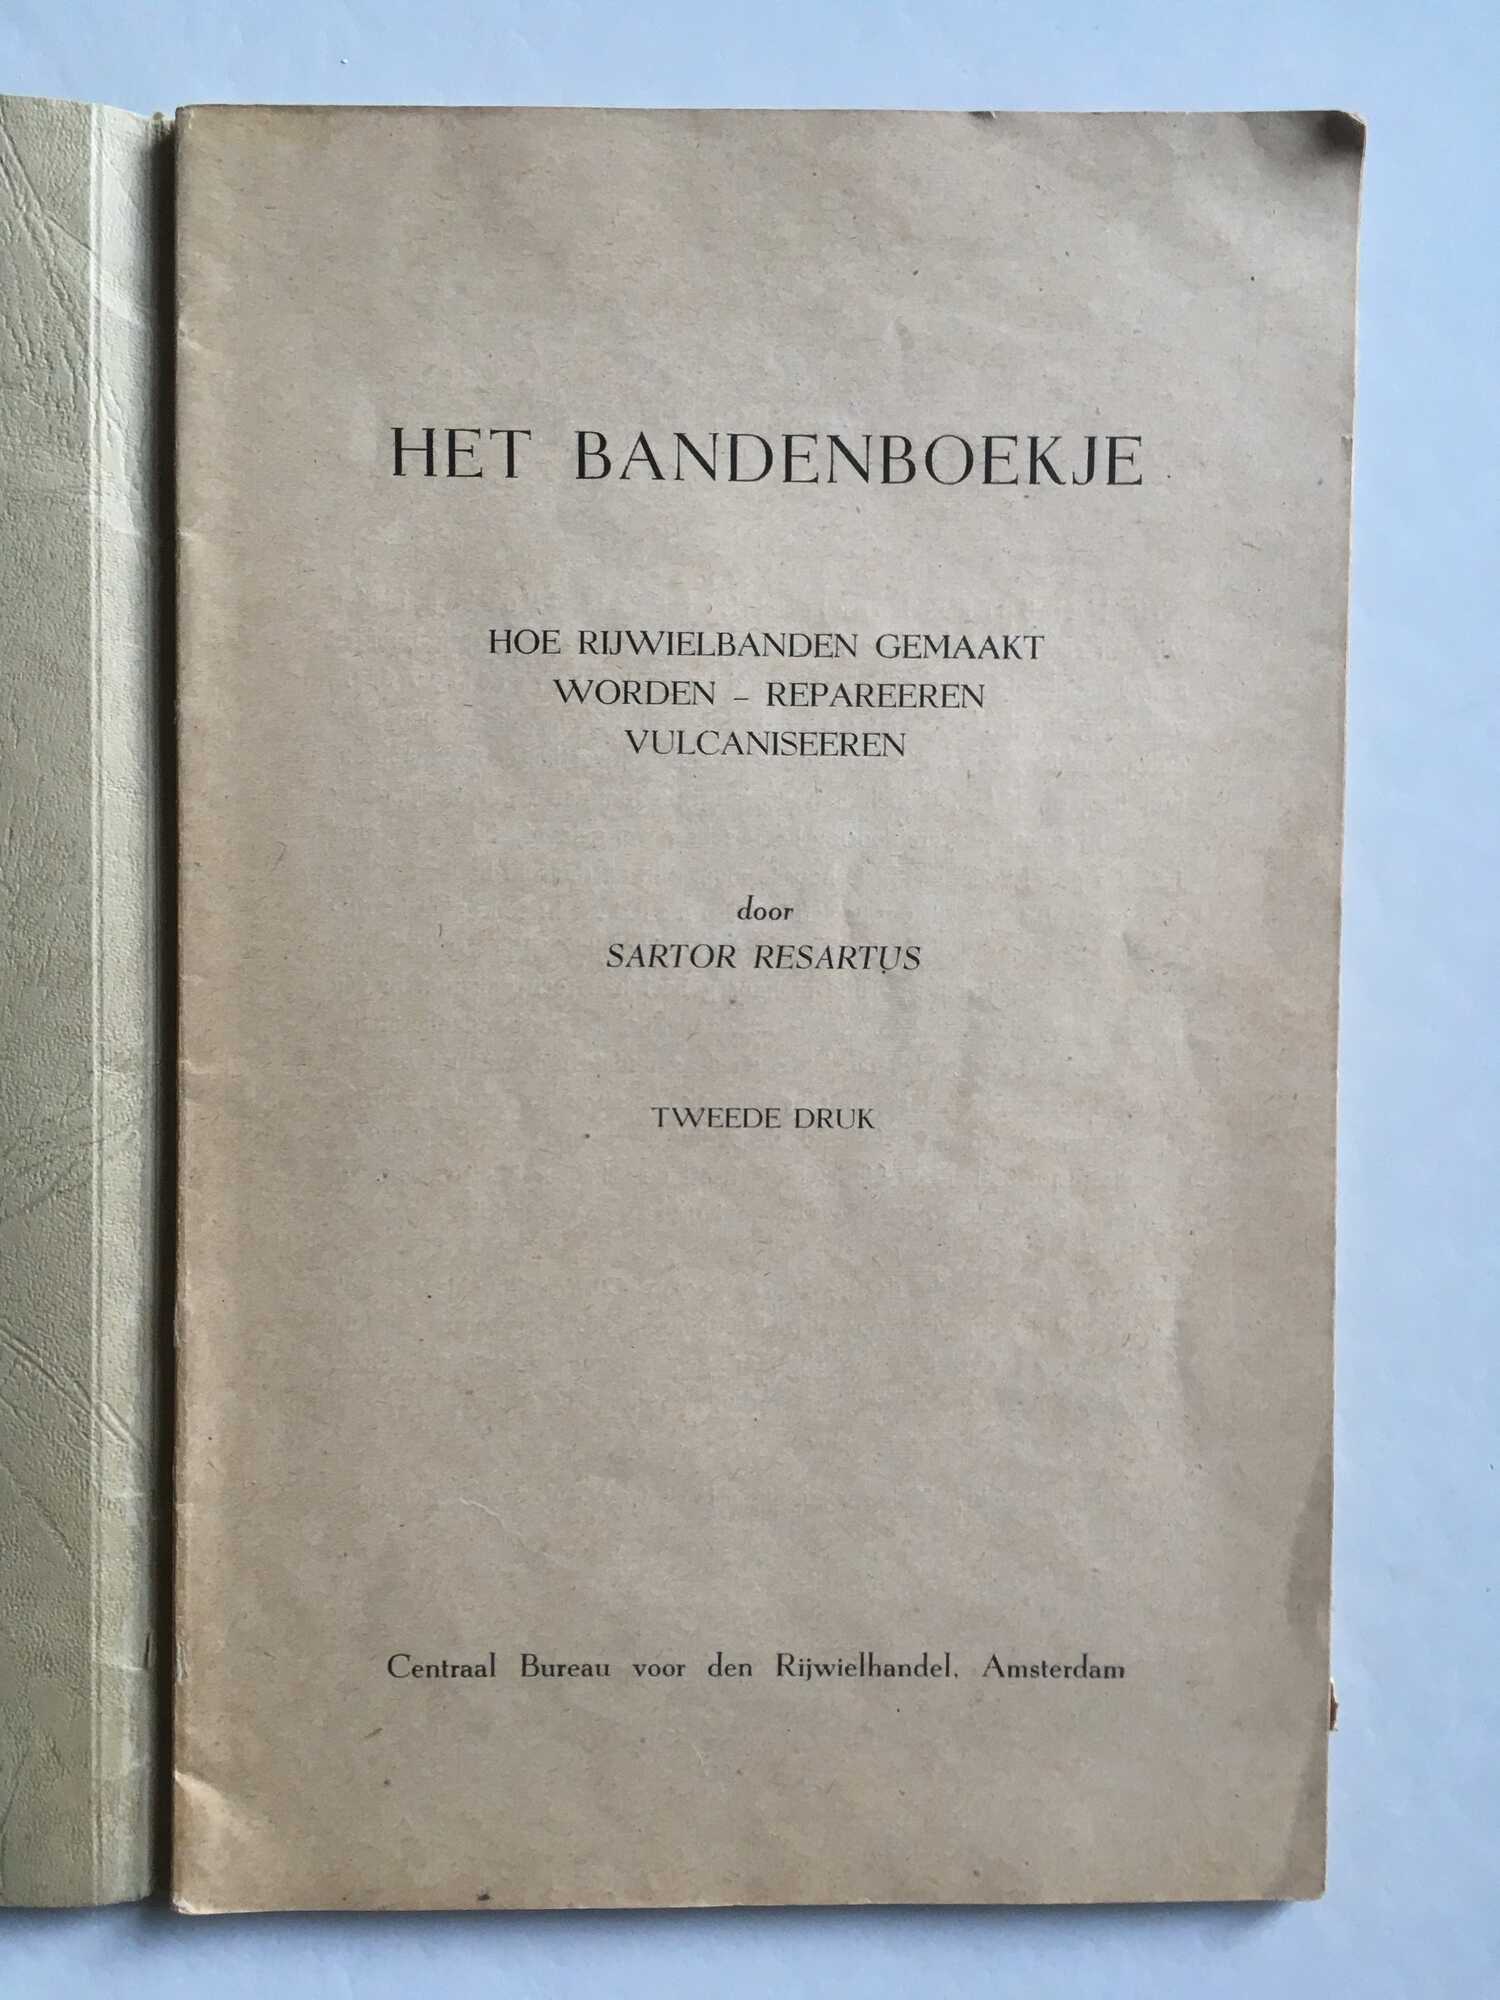 HET BANDENBOEKJE
HOE RIJWIELBANDEN GEMAAKT
WORDEN – REPAREEREN
VULCANISEEREN
door
SARTOR RESARTUS
TWEEDE DRUK
Centraal Bureau voor den Rijwielhandel, Amsterdam